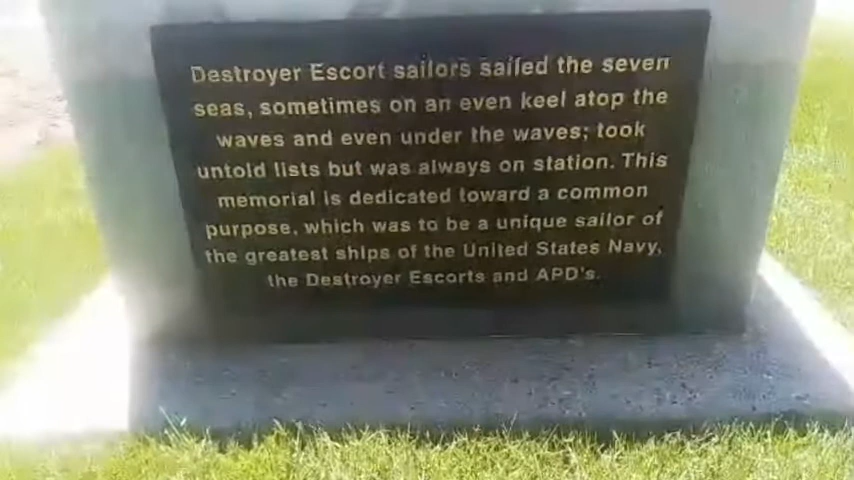 Destroyer Escort sailors sailed the seven
seas, sometimes on an even keel atop the
waves and even under the waves; took
untold lists but was always on station. This
memorial is dedicated toward a common
purpose, which was to be a unique sailor of
the greatest ships of the United States Navy,
the Destroyer Escorts and APD's.